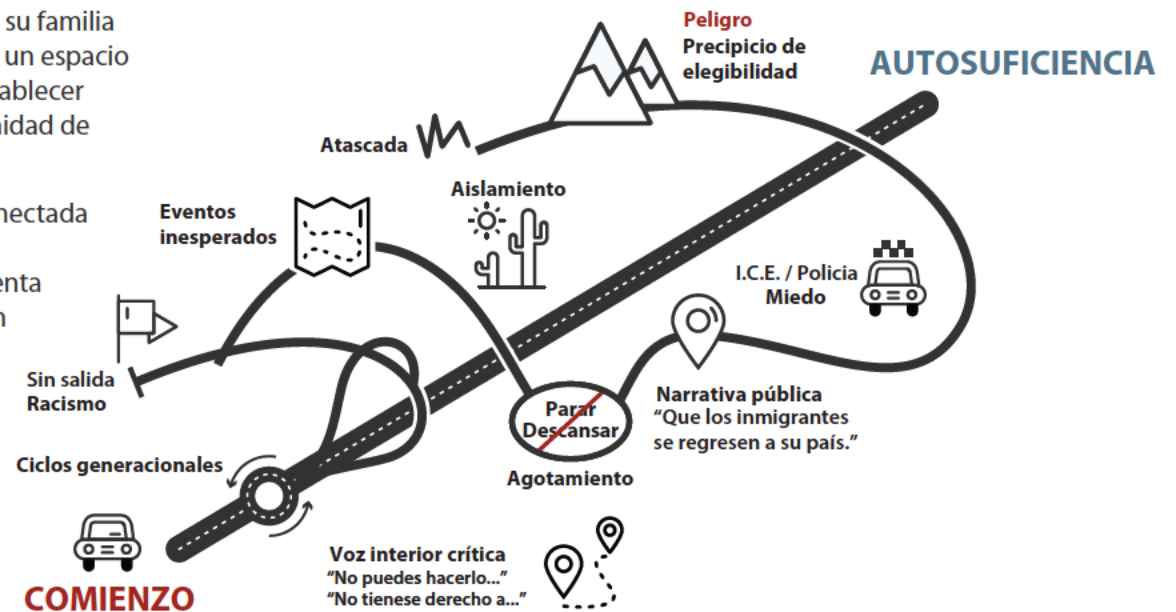 su familia
un espacio
ablecer
nidad de
nectada
enta
n
Peligro
Precipicio de
elegibilidad
AUTOSUFICIENCIA
Atascada
Aislamiento
Eventos
inesperados
I.C.E. / Policia
Miedo
Sin salida
Racismo
Parar
Descansar
Agotamiento
Narrativa pública
“Que los inmigrantes
se regresen a su país.”
Ciclos generacionales
Voz interior crítica
“No puedes hacerlo...”
“No tienese derecho a...”
COMIENZO